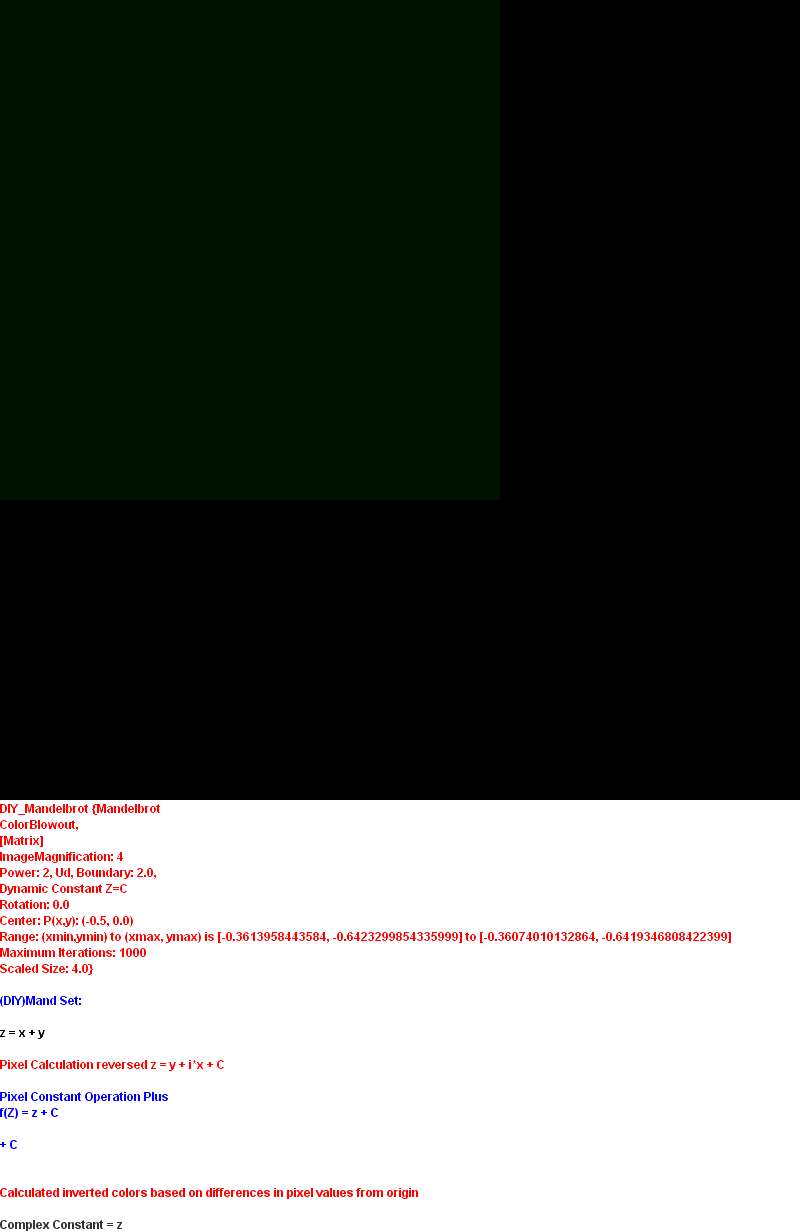 DIY_Mandelbrot {Mandelbrot
ColorBlowout,
[Matrix]
ImageMagnification: 4
Power: 2, Ud, Boundary: 2.0,
Dynamic Constant Z=C
Rotation: 0.0
Center: P(x,y): (-0.5, 0.0)
Range: (xmin,ymin) to (xmax, ymax) is [-0.3613958443584, -0.6423299854335999] to [-0.36074010132864, -0.6419346808422399]
Maximum Iterations: 1000
Scaled Size: 4.0}
(DIY)Mand Set:
z = x + y
Pixel Calculation reversed z = y + i*x + C
Pixel Constant Operation Plus
f(Z) = z + C
+ C
Calculated inverted colors based on differences in pixel values from origin
Complex Constant = z